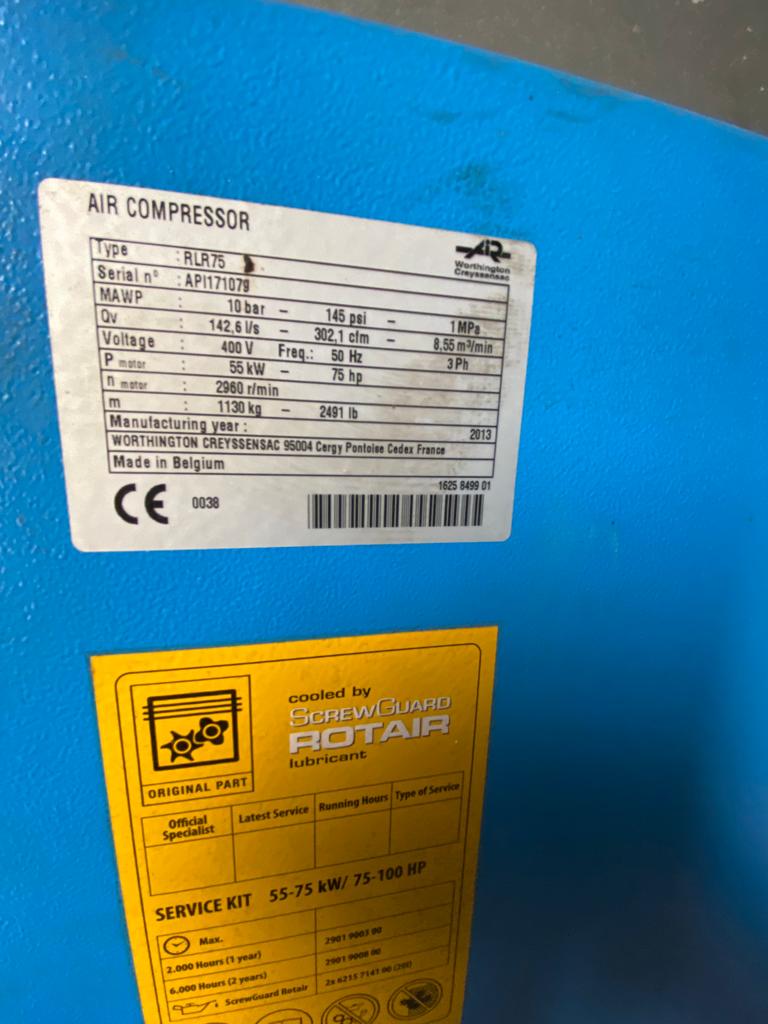 AIR COMPRESSOR
AIR
Worthington
Creyssensac
Type : RLR75
Serial n° : API171079
MAWP : 10 bar – 145 psi – 1 MPa
Qv : 142,6 l/s – 302,1 cfm – 8,55 m³/min
Voltage : 400 V Freq.: 50 Hz 3 Ph
P motor : 55 kW – 75 hp
n motor : 2960 r/min
m : 1130 kg – 2491 lb
Manufacturing year : 2013
WORTHINGTON CREYSSENSAC 95004 Cergy Pontoise Cedex France
Made in Belgium
1625 8499 01
CE 0038
cooled by
SCREWGUARD
ROTAIR
lubricant
ORIGINAL PART
Official Specialist Latest Service Running Hours Type of Service
SERVICE KIT 55-75 kW/ 75-100 HP
Max.
2.000 Hours (1 year) 2901 9003 00
6.000 Hours (2 years) 2901 9008 00
ScrewGuard Rotair 2x 6215 7141 00 (20l)